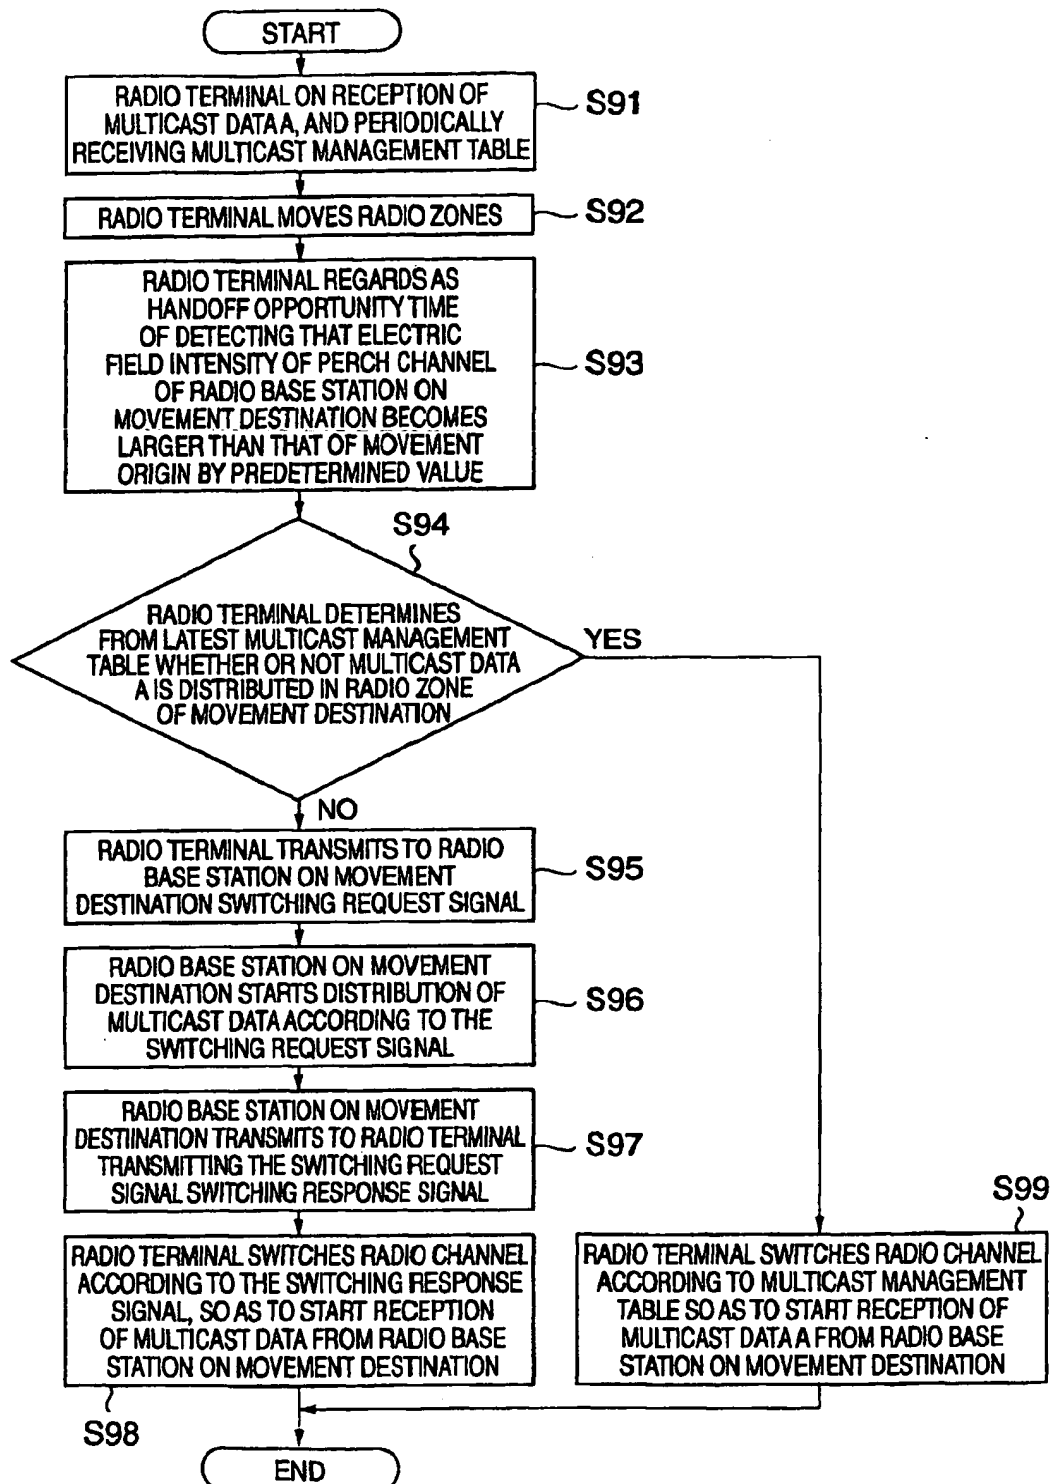 START
RADIO TERMINAL ON RECEPTION OF
MULTICAST DATA A, AND PERIODICALLY
RECEIVING MULTICAST MANAGEMENT TABLE
S91
RADIO TERMINAL MOVES RADIO ZONES
S92
RADIO TERMINAL REGARDS AS
HANDOFF OPPORTUNITY TIME
OF DETECTING THAT ELECTRIC
FIELD INTENSITY OF PERCH CHANNEL
OF RADIO BASE STATION ON
MOVEMENT DESTINATION BECOMES
LARGER THAN THAT OF MOVEMENT
ORIGIN BY PREDETERMINED VALUE
S93
S94
RADIO TERMINAL DETERMINES
FROM LATEST MULTICAST MANAGEMENT
TABLE WHETHER OR NOT MULTICAST DATA
A IS DISTRIBUTED IN RADIO ZONE
OF MOVEMENT DESTINATION
YES
NO
RADIO TERMINAL TRANSMITS TO RADIO
BASE STATION ON MOVEMENT
DESTINATION SWITCHING REQUEST SIGNAL
S95
RADIO BASE STATION ON MOVEMENT
DESTINATION STARTS DISTRIBUTION OF
MULTICAST DATA ACCORDING TO THE
SWITCHING REQUEST SIGNAL
S96
RADIO BASE STATION ON MOVEMENT
DESTIINATION TRANSMITS TO RADIO TERMINAL
TRANSMITTING THE SWITCHING REQUEST
SIGNAL SWITCHING RESPONSE SIGNAL
S97
RADIO TERMINAL SWITCHES RADIO CHANNEL
ACCORDING TO THE SWITCHING RESPONSE
SIGNAL, SO AS TO START RECEPTION
OF MULTICAST DATA FROM RADIO BASE
STATION ON MOVEMENT DESTINATION
S98
S99
RADIO TERMINAL SWITCHES RADIO CHANNEL
ACCORDING TO MULTICAST MANAGEMENT
TABLE SO AS TO START RECEPTION OF
MULTICAST DATA A FROM RADIO BASE
STATION ON MOVEMENT DESTINATION
END